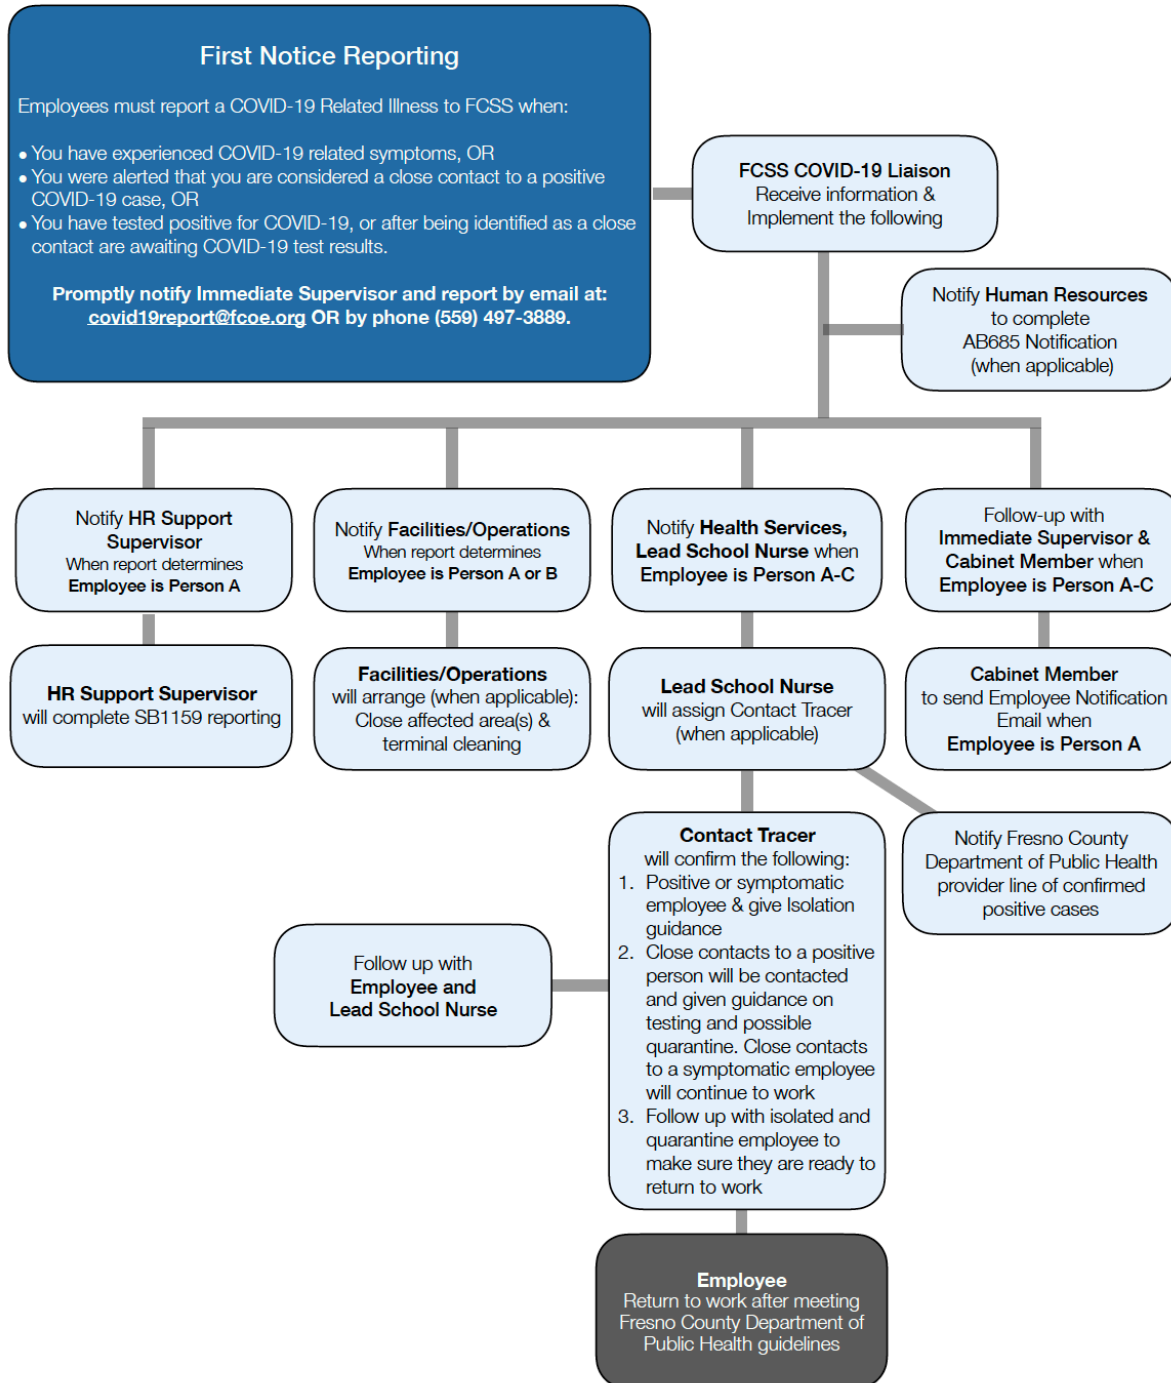 First Notice Reporting
Employees must report a COVID-19 Related Illness to FCSS when:
● You have experienced COVID-19 related symptoms, OR
● You were alerted that you are considered a close contact to a positive
COVID-19 case, OR
● You have tested positive for COVID-19, or after being identified as a close
contact are awaiting COVID-19 test results.
Promptly notify Immediate Supervisor and report by email at:
covid19report@fcoe.org OR by phone (559) 497-3889.
FCSS COVID-19 Liaison
Receive information &
Implement the following
Notify Human Resources
to complete
AB685 Notification
(when applicable)
Notify HR Support
Supervisor
When report determines
Employee is Person A
Notify Facilities/Operations
When report determines
Employee is Person A or B
Notify Health Services,
Lead School Nurse when
Employee is Person A-C
Follow-up with
Immediate Supervisor &
Cabinet Member when
Employee is Person A-C
HR Support Supervisor
will complete SB1159 reporting
Facilities/Operations
will arrange (when applicable):
Close affected area(s) &
terminal cleaning
Lead School Nurse
will assign Contact Tracer
(when applicable)
Cabinet Member
to send Employee Notification
Email when
Employee is Person A
Contact Tracer
will confirm the following:
1. Positive or symptomatic
employee & give Isolation
guidance
2. Close contacts to a positive
person will be contacted
and given guidance on
testing and possible
quarantine. Close contacts
to a symptomatic employee
will continue to work
3. Follow up with isolated and
quarantine employee to
make sure they are ready to
return to work
Notify Fresno County
Department of Public Health
provider line of confirmed
positive cases
Follow up with
Employee and
Lead School Nurse
Employee
Return to work after meeting
Fresno County Department of
Public Health guidelines